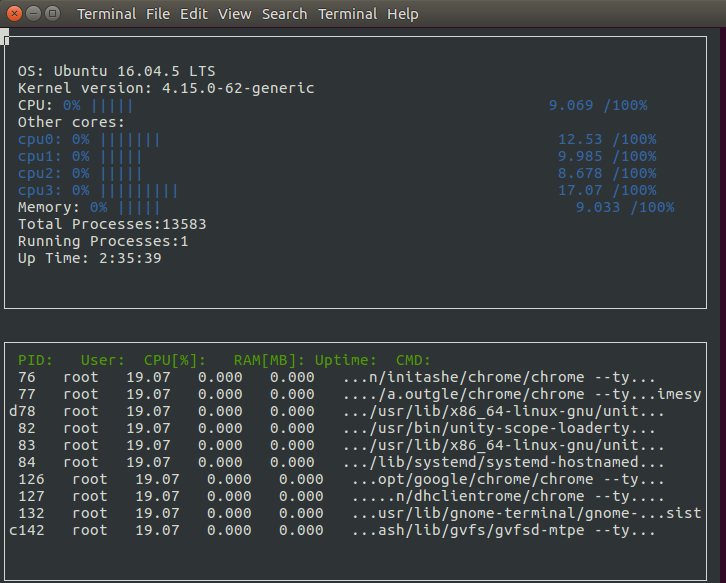 Terminal File Edit View Search Terminal Help
OS: Ubuntu 16.04.5 LTS
Kernel version: 4.15.0-62-generic
CPU: 0% ||||| 9.069 /100%
Other cores:
cpu0: 0% ||||||| 12.53 /100%
cpu1: 0% ||||| 9.985 /100%
cpu2: 0% ||||| 8.678 /100%
cpu3: 0% ||||||||| 17.07 /100%
Memory: 0% ||||| 9.033 /100%
Total Processes:13583
Running Processes:1
Up Time: 2:35:39
PID: User: CPU[%]: RAM[MB]: Uptime: CMD:
76 root 19.07 0.000 0.000 ...n/initashe/chrome/chrome --ty...
77 root 19.07 0.000 0.000 ..../a.outgle/chrome/chrome --ty...imesy
d78 root 19.07 0.000 0.000 .../usr/lib/x86_64-linux-gnu/unit...
82 root 19.07 0.000 0.000 .../usr/bin/unity-scope-loaderty...
83 root 19.07 0.000 0.000 .../usr/lib/x86_64-linux-gnu/unit...
84 root 19.07 0.000 0.000 .../lib/systemd/systemd-hostnamed...
126 root 19.07 0.000 0.000 ...opt/google/chrome/chrome --ty...
127 root 19.07 0.000 0.000 .....n/dhclientrome/chrome --ty...
132 root 19.07 0.000 0.000 ...usr/lib/gnome-terminal/gnome-...sist
c142 root 19.07 0.000 0.000 ...ash/lib/gvfs/gvfsd-mtpe --ty...